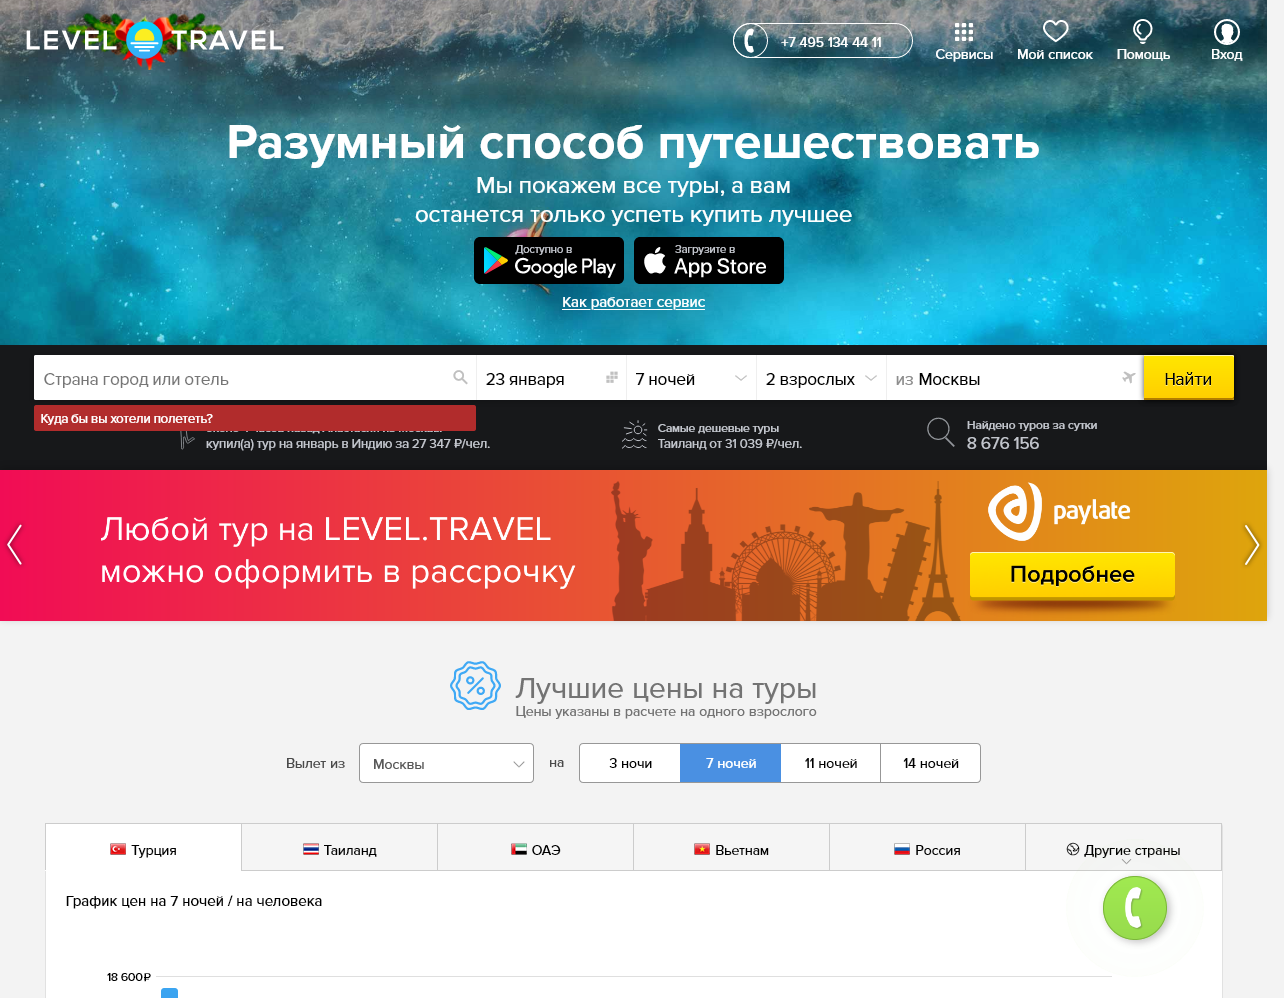 LEVEL TRAVEL
+7 495 134 44 11
Сервисы
Мой список
Помощь
Вход
Разумный способ путешествовать
Мы покажем все туры, а вам
останется только успеть купить лучшее
Доступно в
Google Play
Загрузите в
App Store
Как работает сервис
Страна город или отель
23 января
7 ночей
2 взрослых
из Москвы
Найти
Куда бы вы хотели полететь?
купил(а) тур на январь в Индию за 27 347 ₽/чел.
Самые дешевые туры
Таиланд от 31 039 ₽/чел.
Найдено туров за сутки
8 676 156
Любой тур на LEVEL.TRAVEL
можно оформить в рассрочку
paylate
Подробнее
Лучшие цены на туры
Цены указаны в расчете на одного взрослого
Вылет из
Москвы
на
3 ночи
7 ночей
11 ночей
14 ночей
Турция
Таиланд
ОАЭ
Вьетнам
Россия
Другие страны
График цен на 7 ночей / на человека
18 600₽